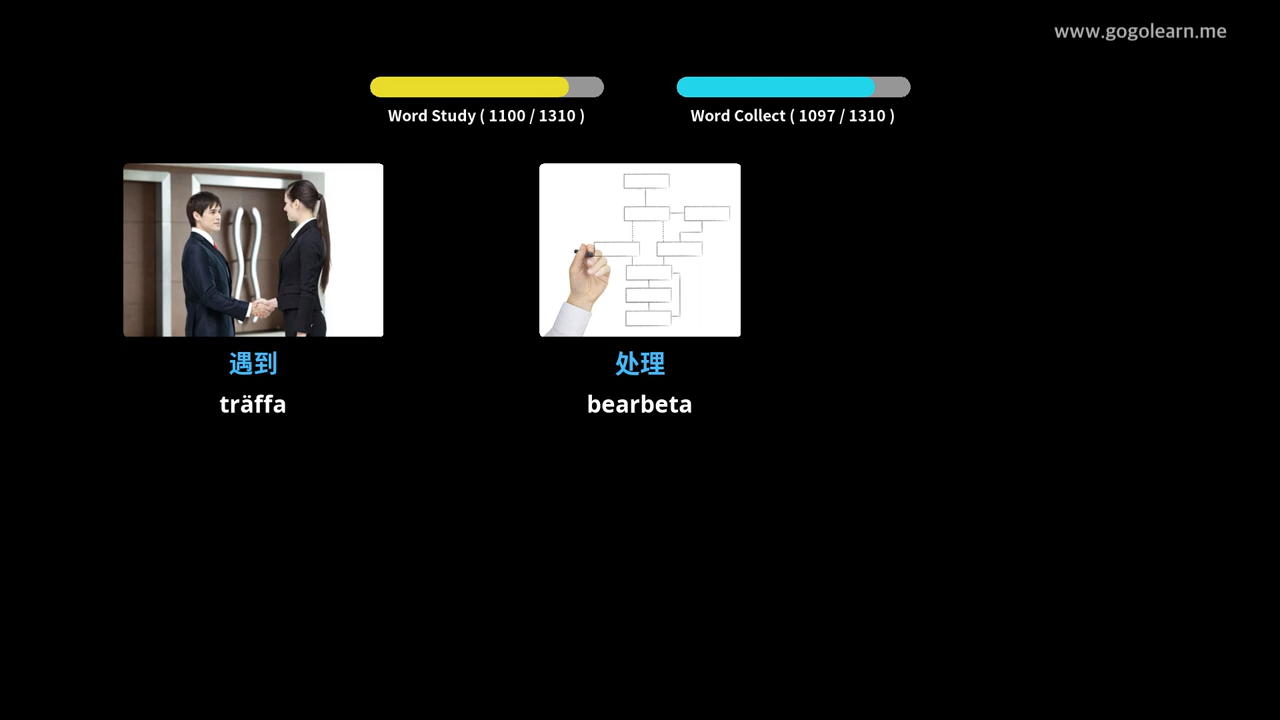 www.gogolearn.me
Word Study ( 1100 / 1310 )
Word Collect ( 1097 / 1310 )
遇到
träffa
处理
bearbeta